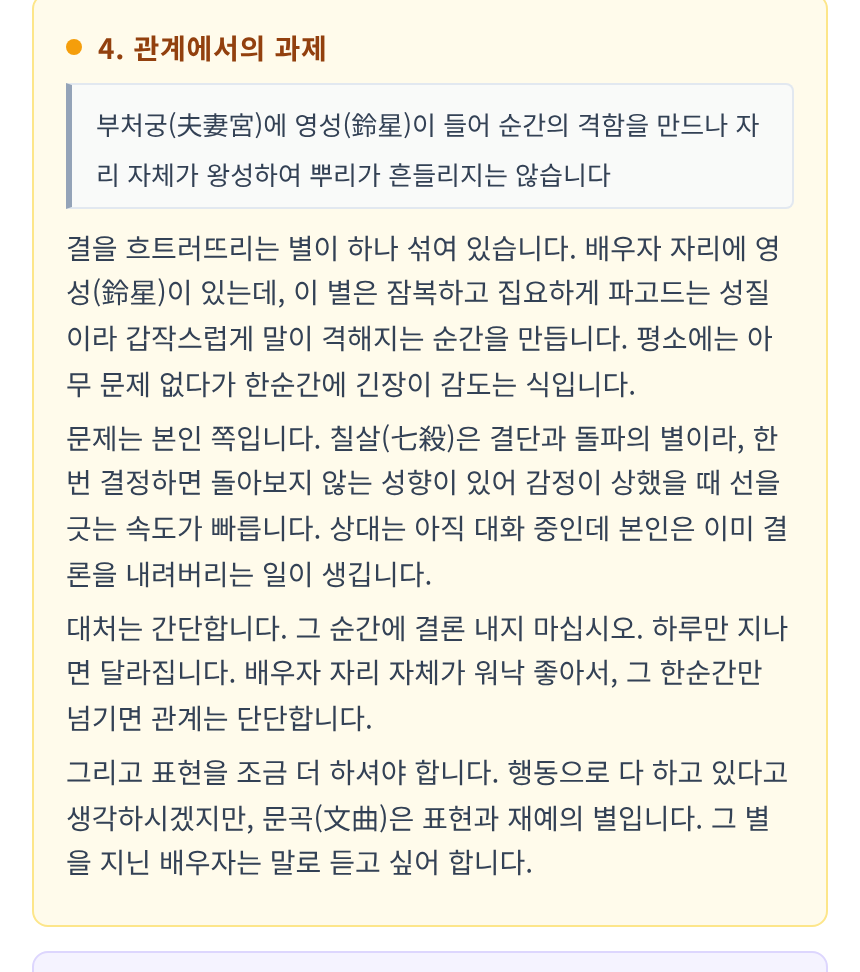 4. 관계에서의 과제
부처궁(夫妻宮)에 영성(鈴星)이 들어 순간의 격함을 만드나 자
리 자체가 왕성하여 뿌리가 흔들리지는 않습니다
결을 흐트러뜨리는 별이 하나 섞여 있습니다. 배우자 자리에 영
성(鈴星)이 있는데, 이 별은 잠복하고 집요하게 파고드는 성질
이라 갑작스럽게 말이 격해지는 순간을 만듭니다. 평소에는 아
무 문제 없다가 한순간에 긴장이 감도는 식입니다.
문제는 본인 쪽입니다. 칠살(七殺)은 결단과 돌파의 별이라, 한
번 결정하면 돌아보지 않는 성향이 있어 감정이 상했을 때 선을
긋는 속도가 빠릅니다. 상대는 아직 대화 중인데 본인은 이미 결
론을 내려버리는 일이 생깁니다.
대처는 간단합니다. 그 순간에 결론 내지 마십시오. 하루만 지나
면 달라집니다. 배우자 자리 자체가 워낙 좋아서, 그 한순간만
넘기면 관계는 단단합니다.
그리고 표현을 조금 더 하셔야 합니다. 행동으로 다 하고 있다고
생각하시겠지만, 문곡(文曲)은 표현과 재예의 별입니다. 그 별
을 지닌 배우자는 말로 듣고 싶어 합니다.